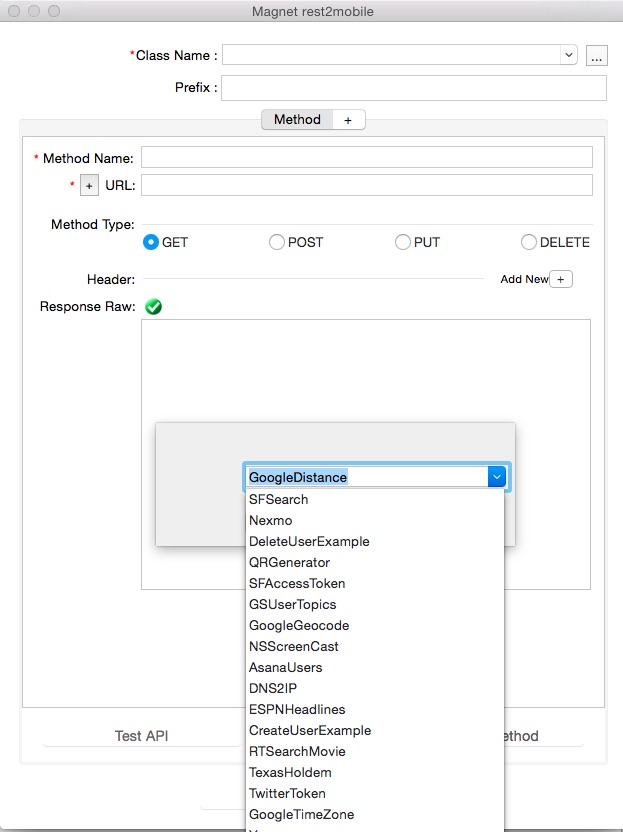 Magnet rest2mobile
*Class Name :
...
Prefix :
Method +
* Method Name:
* + URL:
Method Type:
GET POST PUT DELETE
Header: Add New +
Response Raw:
GoogleDistance
SFSearch
Nexmo
DeleteUserExample
QRGenerator
SFAccessToken
GSUserTopics
GoogleGeocode
NSScreenCast
AsanaUsers
DNS2IP
ESPNHeadlines
CreateUserExample
Test API
RTSearchMovie
TexasHoldem
TwitterToken
GoogleTimeZone